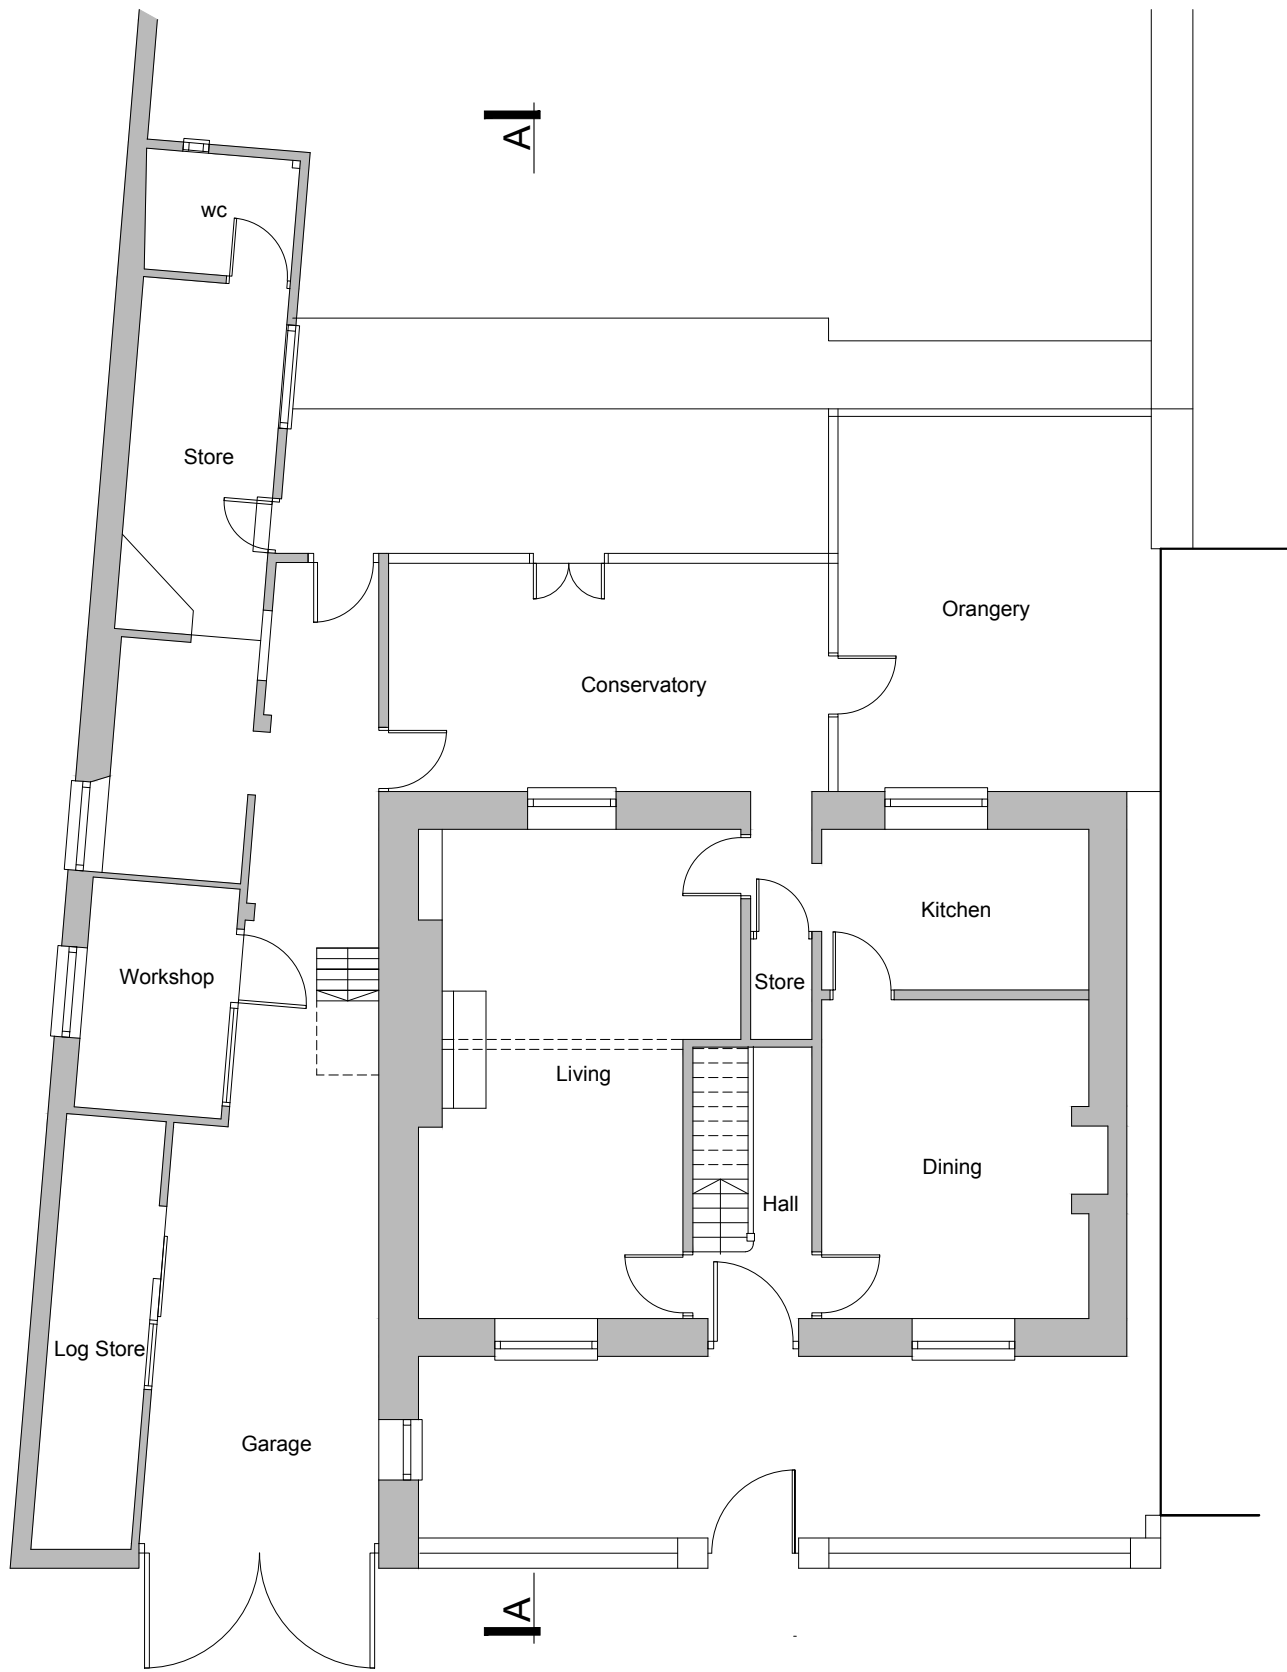 A
wc
Store
Orangery
Conservatory
Kitchen
Workshop
Store
Living
Dining
Hall
Log Store
Garage
A